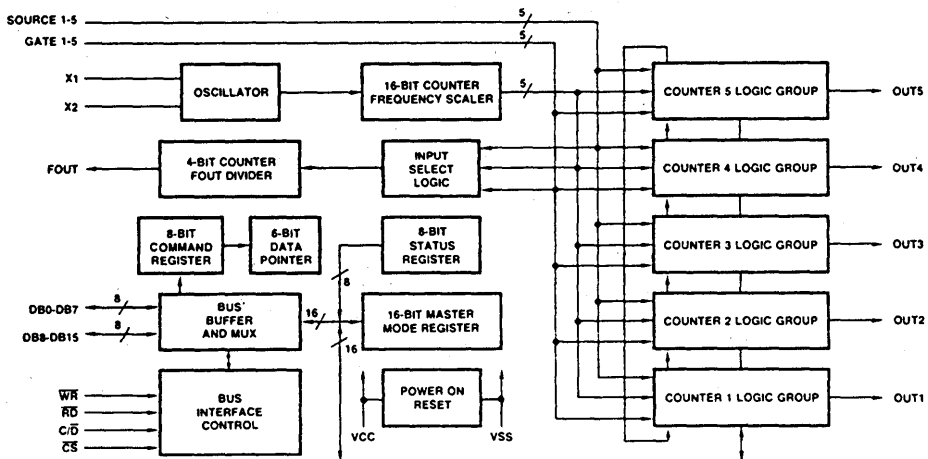 SOURCE 1-5
5
GATE 1-5
5
X1
X2
OSCILLATOR
16-BIT COUNTER
FREQUENCY SCALER
5
COUNTER 5 LOGIC GROUP
OUT5
FOUT
4-BIT COUNTER
FOUT DIVIDER
INPUT
SELECT
LOGIC
COUNTER 4 LOGIC GROUP
OUT4
8-BIT
COMMAND
REGISTER
6-BIT
DATA
POINTER
8-BIT
STATUS
REGISTER
8
COUNTER 3 LOGIC GROUP
OUT3
DB0-DB7
8
DB8-DB15
8
BUS
BUFFER
AND MUX
16
16
16-BIT MASTER
MODE REGISTER
COUNTER 2 LOGIC GROUP
OUT2
W̅R̅
R̅D̅
C/D̅
C̅S̅
BUS
INTERFACE
CONTROL
POWER ON
RESET
VCC
VSS
COUNTER 1 LOGIC GROUP
OUT1